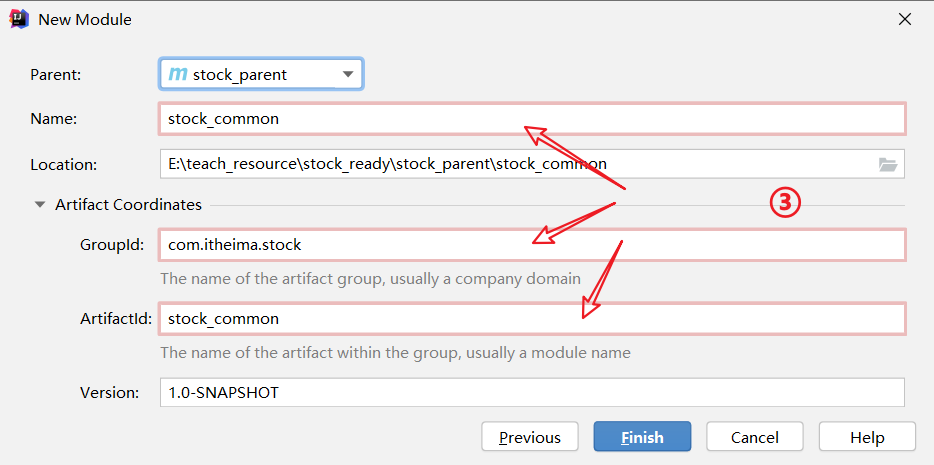 New Module
Parent: m stock_parent
Name: stock_common
Location: E:\teach_resource\stock_ready\stock_parent\stock_common
③
Artifact Coordinates
GroupId: com.itheima.stock
The name of the artifact group, usually a company domain
ArtifactId: stock_common
The name of the artifact within the group, usually a module name
Version: 1.0-SNAPSHOT
Previous Finish Cancel Help